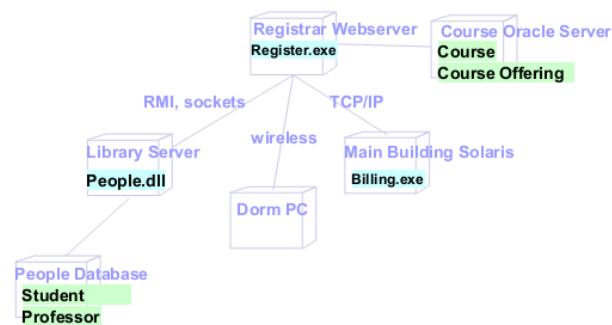 Registrar Webserver
Register.exe
Course Oracle Server
Course
Course Offering
RMI, sockets
TCP/IP
wireless
Library Server
People.dll
Main Building Solaris
Billing.exe
Dorm PC
People Database
Student
Professor